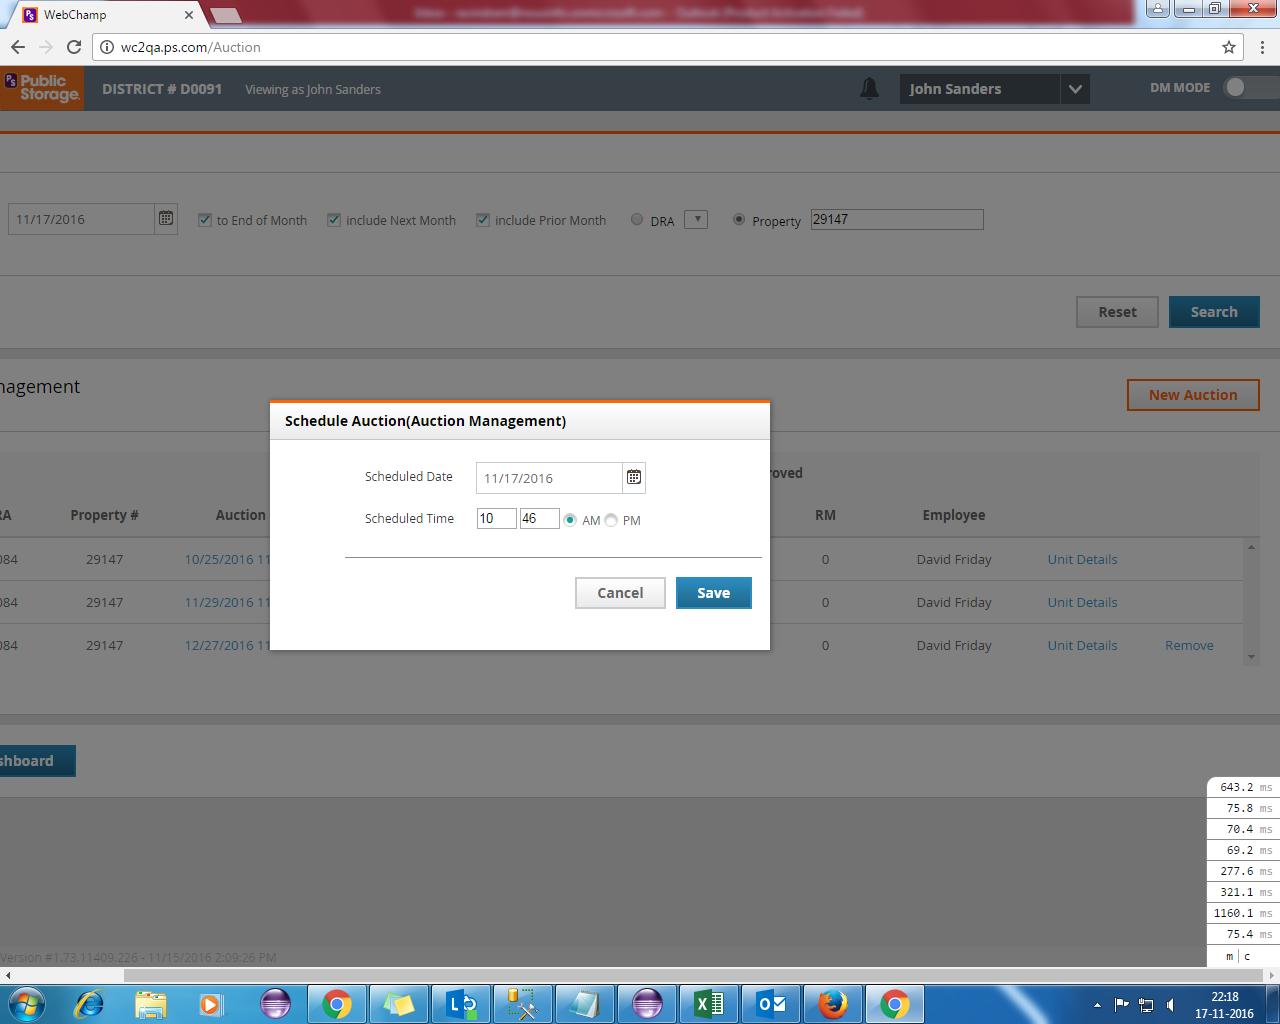 WebChamp
wc2qa.ps.com/Auction
PS Public Storage.
DISTRICT # D0091 Viewing as John Sanders John Sanders DM MODE
11/17/2016 to End of Month include Next Month include Prior Month DRA Property 29147
Reset Search
nagement New Auction
Schedule Auction(Auction Management)
Scheduled Date 11/17/2016
Scheduled Time 10 46 AM PM
Cancel Save
roved
RA Property # Auction RM Employee
084 29147 10/25/2016 11 0 David Friday Unit Details
084 29147 11/29/2016 11 0 David Friday Unit Details
084 29147 12/27/2016 11 0 David Friday Unit Details Remove
shboard
643.2 ms
75.8 ms
70.4 ms
69.2 ms
277.6 ms
321.1 ms
1160.1 ms
75.4 ms
m c
Version #1.73.11409.226 - 11/15/2016 2:09:26 PM
22:18
17-11-2016